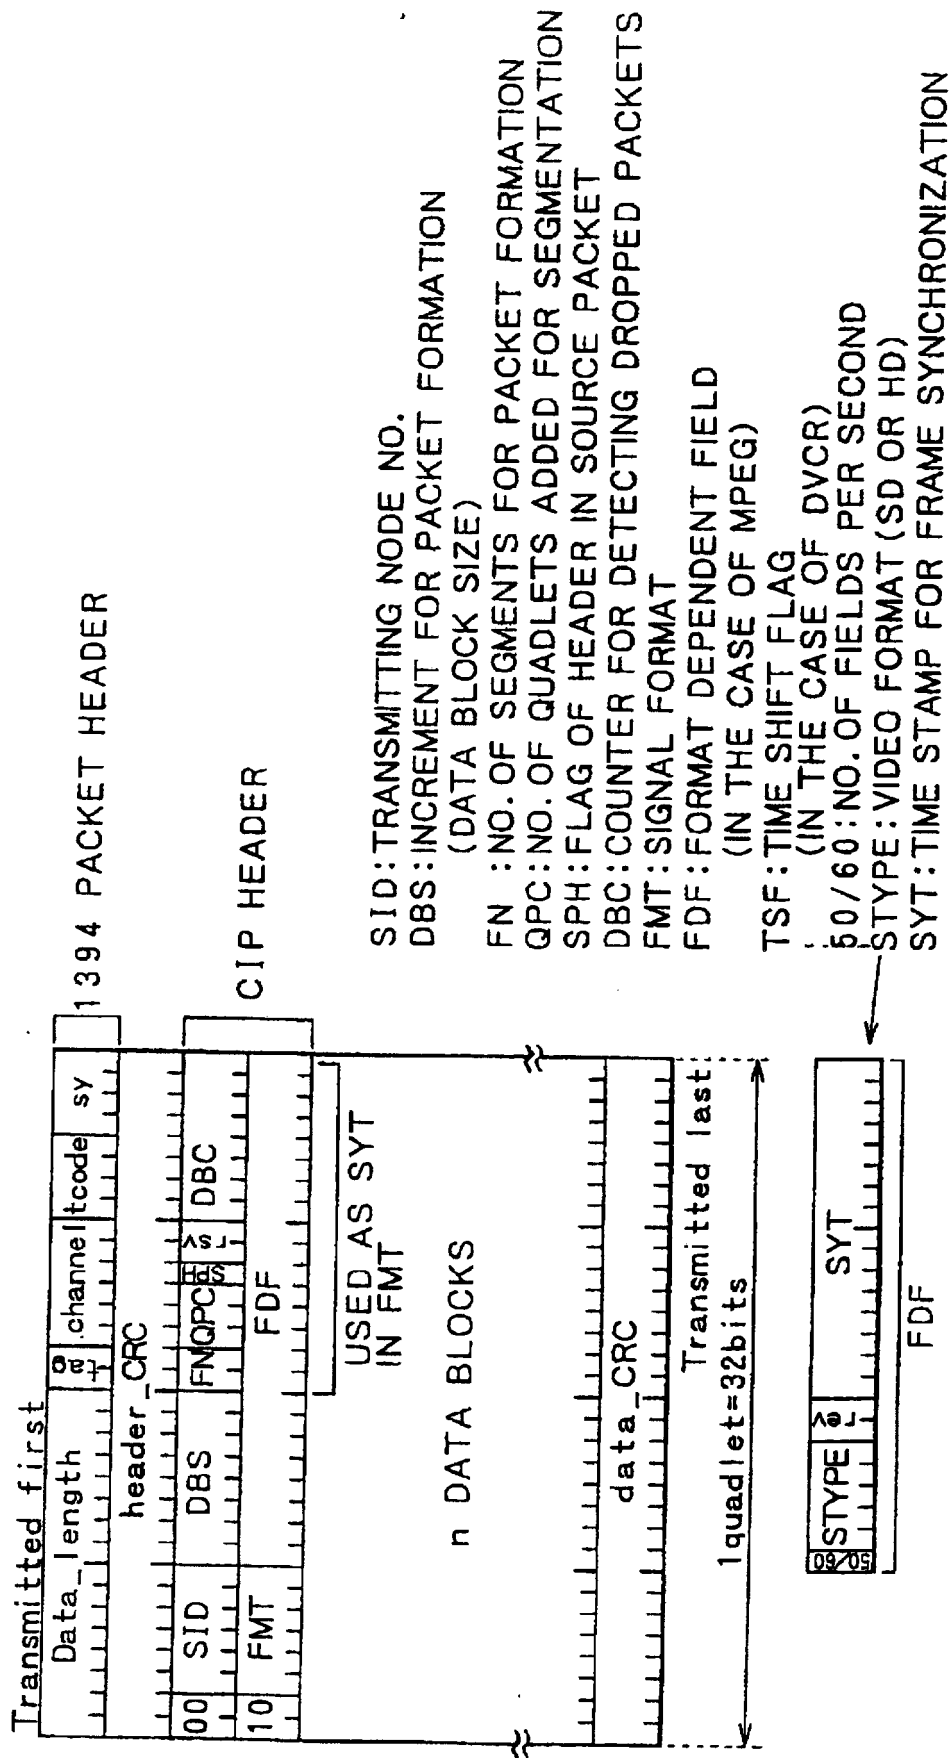 Transmitted first
Data_length
tag
channel
tcode
sy
1394 PACKET HEADER
header_CRC
00
SID
DBS
FN
QPC
SPH
rsv
DBC
CIP HEADER
10
FMT
FDF
USED AS SYT
IN FMT
n DATA BLOCKS
data_CRC
Transmitted last
1quadlet=32bits
50/60
STYPE
rev
SYT
FDF
SID:TRANSMITTING NODE NO.
DBS:INCREMENT FOR PACKET FORMATION
(DATA BLOCK SIZE)
FN :NO. OF SEGMENTS FOR PACKET FORMATION
QPC:NO. OF QUADLETS ADDED FOR SEGMENTATION
SPH:FLAG OF HEADER IN SOURCE PACKET
DBC:COUNTER FOR DETECTING DROPPED PACKETS
FMT:SIGNAL FORMAT
FDF:FORMAT DEPENDENT FIELD
(IN THE CASE OF MPEG)
TSF:TIME SHIFT FLAG
(IN THE CASE OF DVCR)
50/60:NO. OF FIELDS PER SECOND
STYPE:VIDEO FORMAT(SD OR HD)
SYT:TIME STAMP FOR FRAME SYNCHRONIZATION